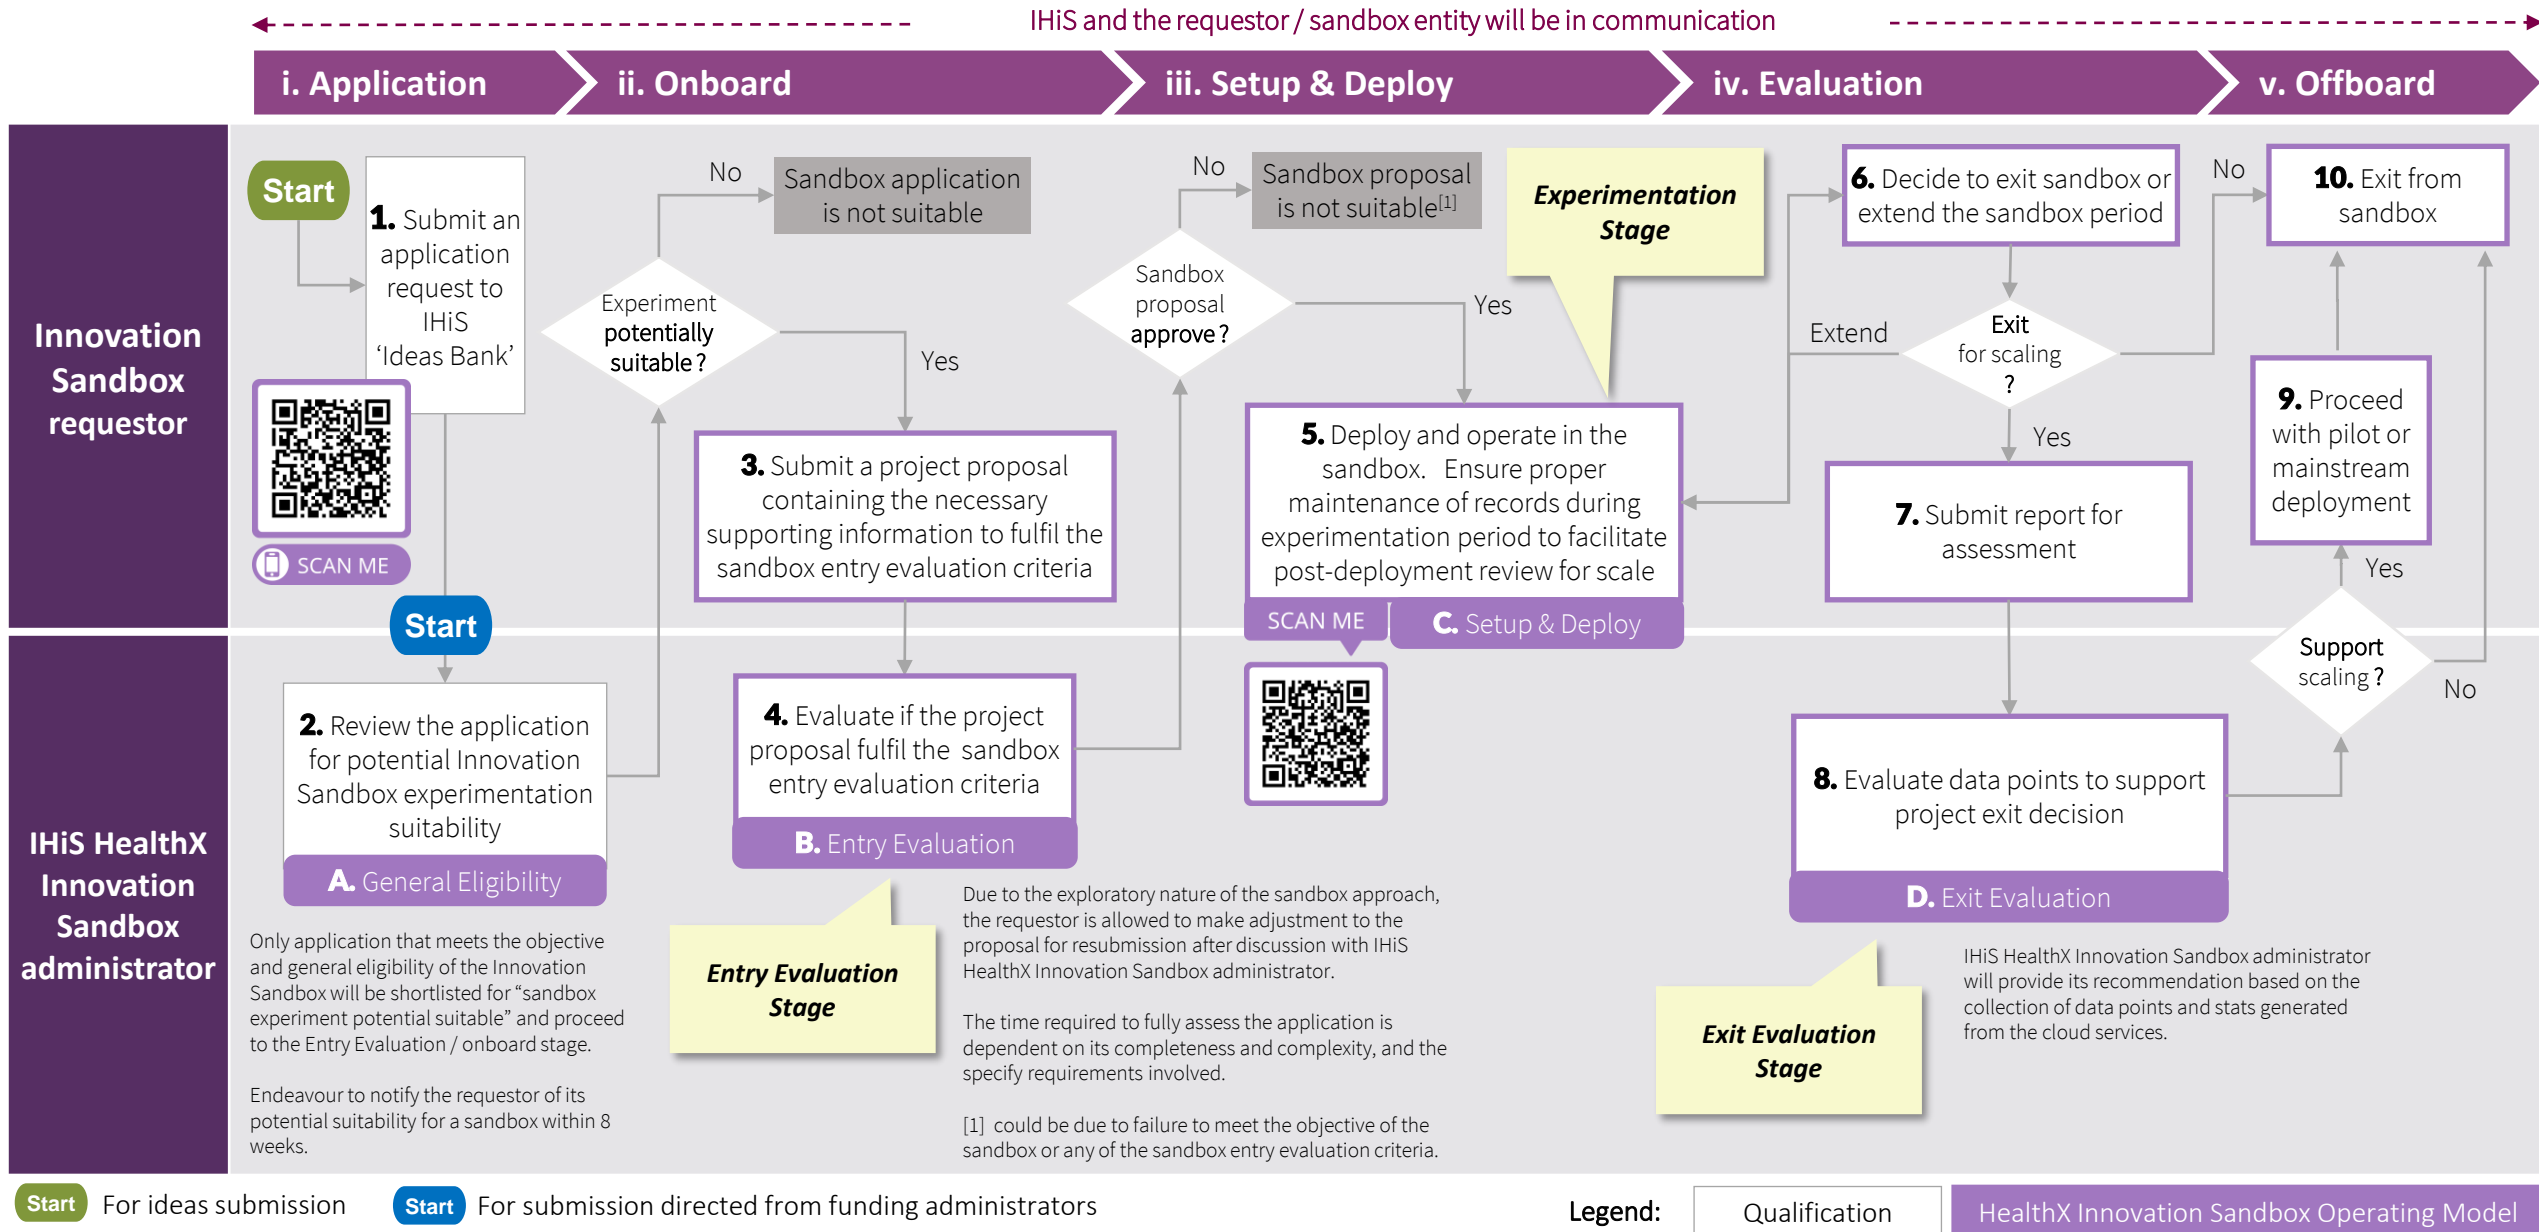 IHiS and the requestor / sandbox entity will be in communication
i. Application
ii. Onboard
iii. Setup & Deploy
iv. Evaluation
v. Offboard
Innovation
Sandbox
requestor
Start
1. Submit an
application
request to
IHiS
‘Ideas Bank’
SCAN ME
Start
No
Sandbox application
is not suitable
Experiment
potentially
suitable ?
Yes
3. Submit a project proposal
containing the necessary
supporting information to fulfil the
sandbox entry evaluation criteria
No
Sandbox proposal
is not suitable[1]
Sandbox
proposal
approve ?
Yes
Experimentation
Stage
5. Deploy and operate in the
sandbox. Ensure proper
maintenance of records during
experimentation period to facilitate
post-deployment review for scale
SCAN ME
C. Setup & Deploy
6. Decide to exit sandbox or
extend the sandbox period
Extend
Exit
for scaling
?
No
Yes
7. Submit report for
assessment
10. Exit from
sandbox
9. Proceed
with pilot or
mainstream
deployment
Yes
Support
scaling ?
No
IHiS HealthX
Innovation
Sandbox
administrator
2. Review the application
for potential Innovation
Sandbox experimentation
suitability
A. General Eligibility
Only application that meets the objective
and general eligibility of the Innovation
Sandbox will be shortlisted for “sandbox
experiment potential suitable” and proceed
to the Entry Evaluation / onboard stage.
Endeavour to notify the requestor of its
potential suitability for a sandbox within 8
weeks.
4. Evaluate if the project
proposal fulfil the sandbox
entry evaluation criteria
B. Entry Evaluation
Entry Evaluation
Stage
Due to the exploratory nature of the sandbox approach,
the requestor is allowed to make adjustment to the
proposal for resubmission after discussion with IHiS
HealthX Innovation Sandbox administrator.
The time required to fully assess the application is
dependent on its completeness and complexity, and the
specify requirements involved.
[1] could be due to failure to meet the objective of the
sandbox or any of the sandbox entry evaluation criteria.
8. Evaluate data points to support
project exit decision
D. Exit Evaluation
Exit Evaluation
Stage
IHiS HealthX Innovation Sandbox administrator
will provide its recommendation based on the
collection of data points and stats generated
from the cloud services.
Start For ideas submission
Start For submission directed from funding administrators
Legend:
Qualification
HealthX Innovation Sandbox Operating Model